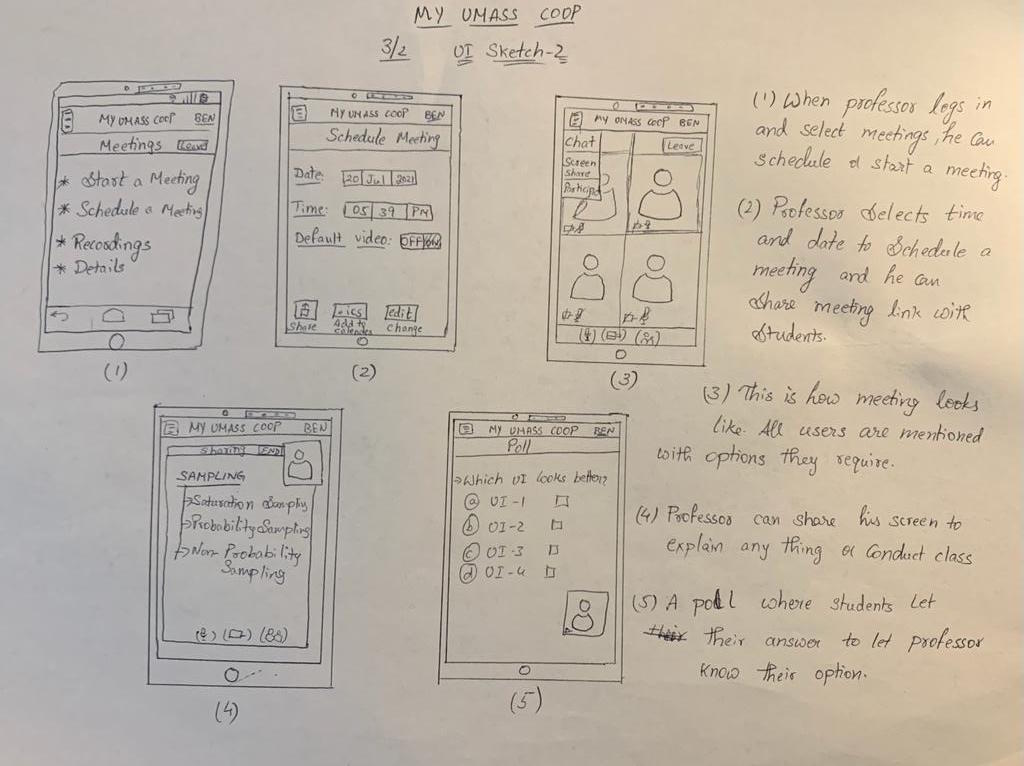 MY UMASS COOP
3/2 UI Sketch-2
MY UMASS COOP BEN
Meetings Leave
* Start a Meeting
* Schedule a Meeting
* Recordings
* Details
(1)
MY UMASS COOP BEN
Schedule Meeting
Date: 20 Jul 2021
Time: 05 39 PM
Default video: OFF/ON
Share
.ics
Add to
calendar
edit
change
(2)
MY UMASS COOP BEN
Chat
Leave
Screen
Share
Particip
(3)
MY UMASS COOP BEN
Sharing END
SAMPLING
→Saturation Sampling
→Probability Sampling
→Non-Probability
Sampling
(4)
MY UMASS COOP BEN
Poll
→Which UI looks better?
(a) UI-1
(b) UI-2
(c) UI-3
(d) UI-4
(5)
(1) When professor logs in
and select meetings, he can
schedule & start a meeting.
(2) Professor Selects time
and date to Schedule a
meeting and he can
Share meeting link with
Students.
(3) This is how meeting looks
like. All users are mentioned
with options they require.
(4) Professor can share his screen to
explain any thing or Conduct class
(5) A poll where students Let
their answer to let professor
Know their option.